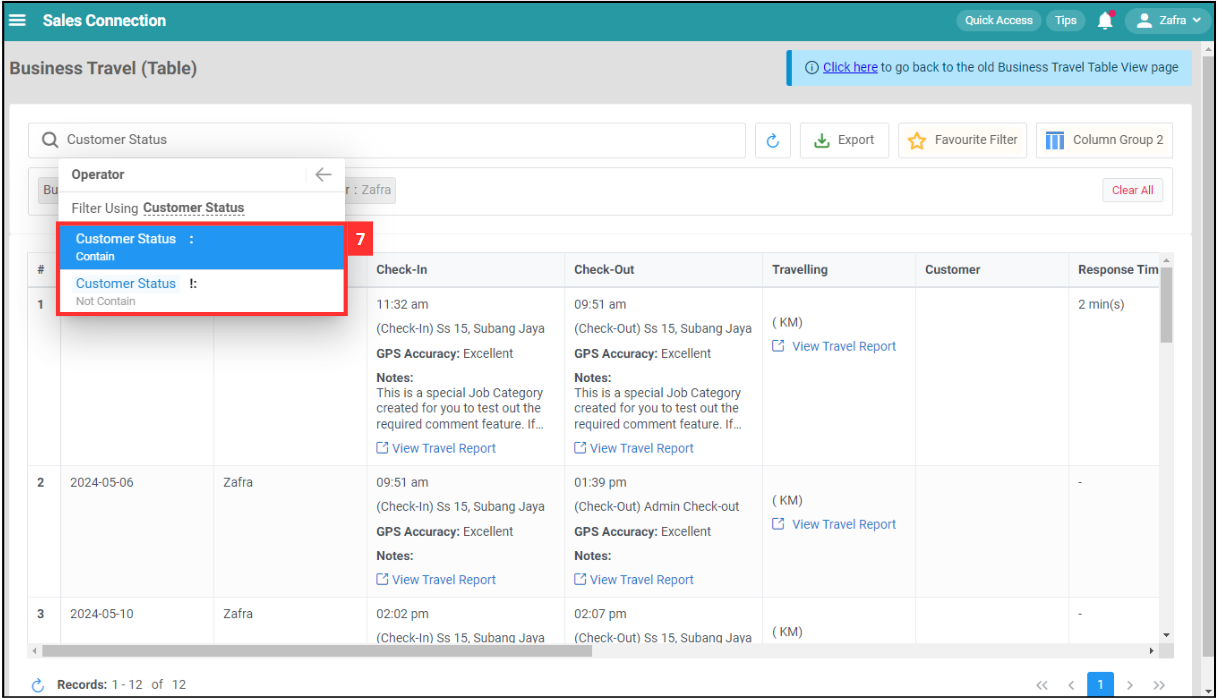 Sales Connection
Quick Access
Tips
Zafra
Business Travel (Table)
Click here to go back to the old Business Travel Table View page
Customer Status
Export
Favourite Filter
Column Group 2
Bu
r : Zafra
Clear All
Operator
Filter Using Customer Status
Customer Status :
Contain
Customer Status !:
Not Contain
7
# Check-In Check-Out Travelling Customer Response Tim
1
11:32 am
(Check-In) Ss 15, Subang Jaya
GPS Accuracy: Excellent
Notes:
This is a special Job Category
created for you to test out the
required comment feature. If...
View Travel Report
09:51 am
(Check-Out) Ss 15, Subang Jaya
GPS Accuracy: Excellent
Notes:
This is a special Job Category
created for you to test out the
required comment feature. If...
View Travel Report
( KM)
View Travel Report
2 min(s)
2
2024-05-06
Zafra
09:51 am
(Check-In) Ss 15, Subang Jaya
GPS Accuracy: Excellent
Notes:
View Travel Report
01:39 pm
(Check-Out) Admin Check-out
GPS Accuracy: Excellent
Notes:
View Travel Report
( KM)
View Travel Report
-
3
2024-05-10
Zafra
02:02 pm
(Check-In) Ss 15, Subang Jaya
02:07 pm
(Check-Out) Ss 15, Subang Jaya
( KM)
-
Records: 1 - 12 of 12
<< < 1 > >>